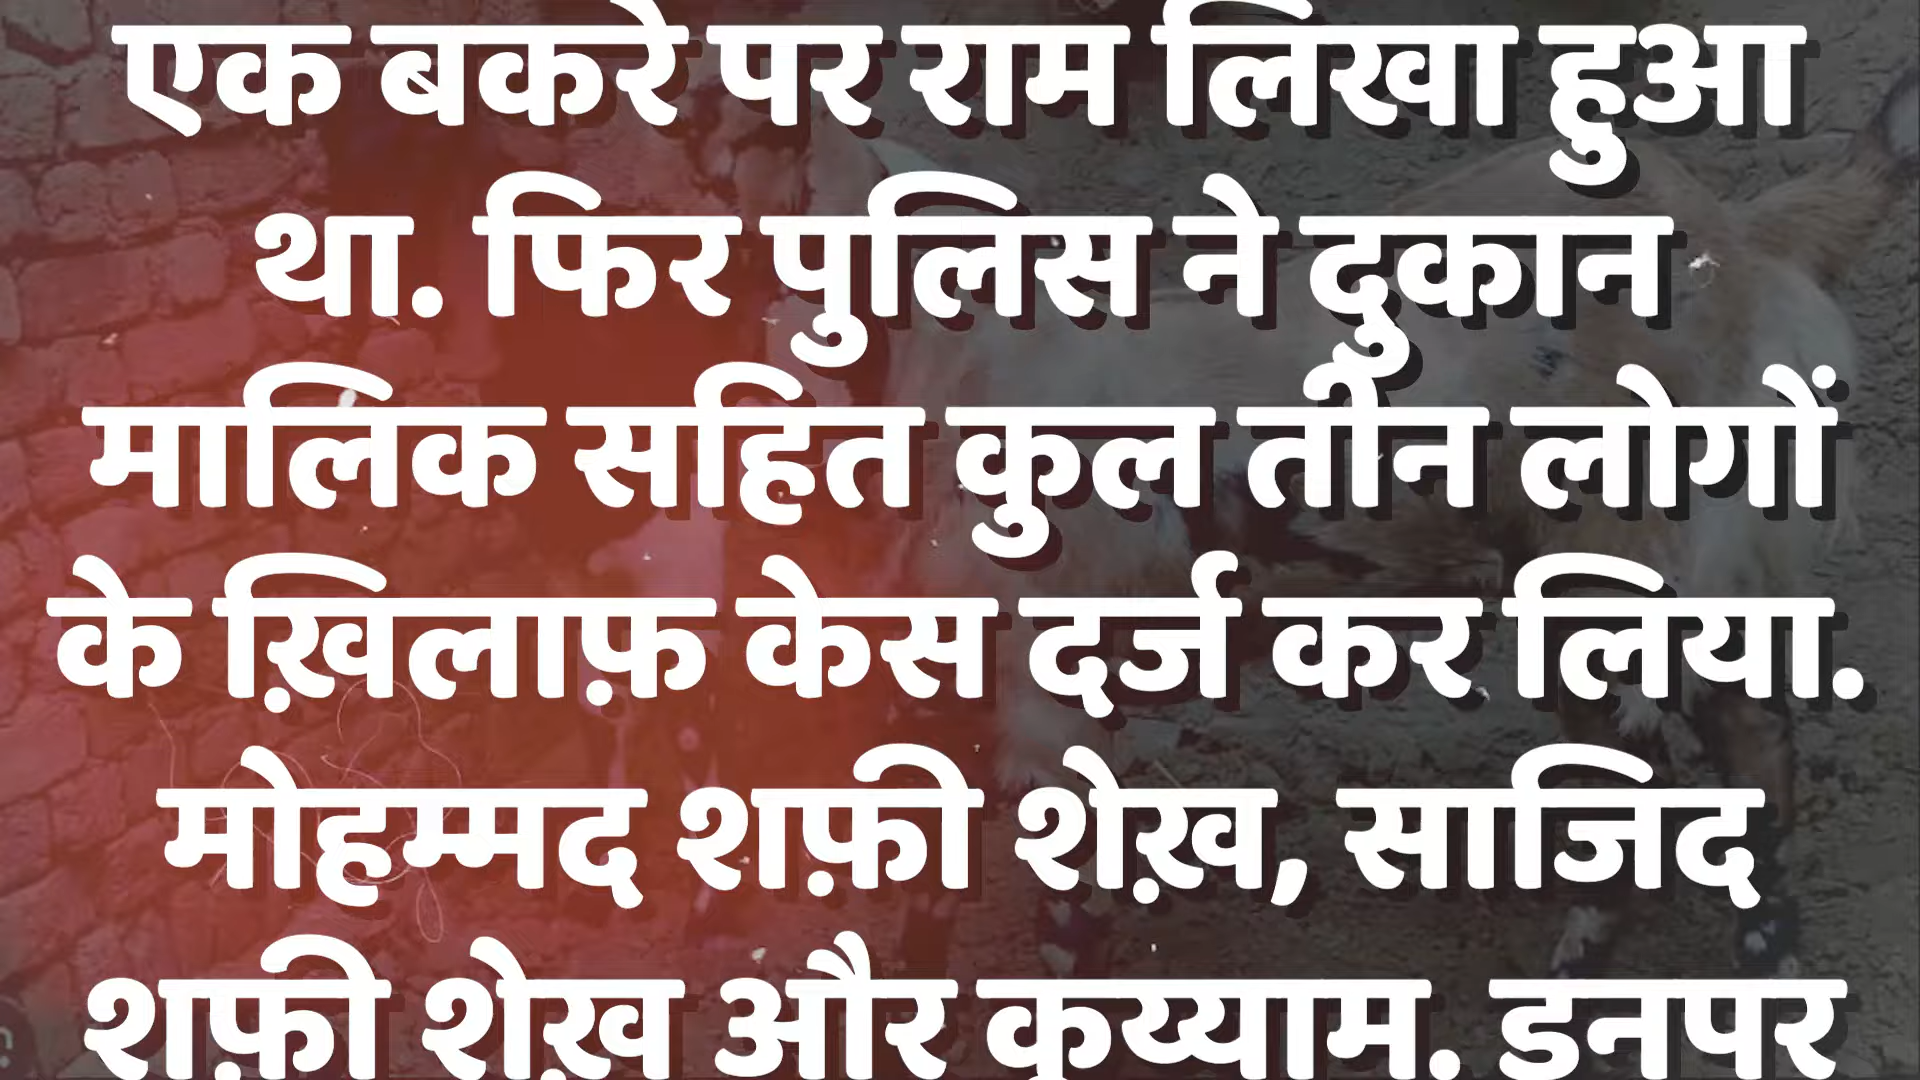 एक बकरे पर राम लिखा हुआ
था. फिर पुलिस ने दुकान
मालिक सहित कुल तीन लोगों
के ख़िलाफ़ केस दर्ज कर लिया.
मोहम्मद शफ़ी शेख़, साजिद
शफ़ी शेख़ और कय्याम. इनपर